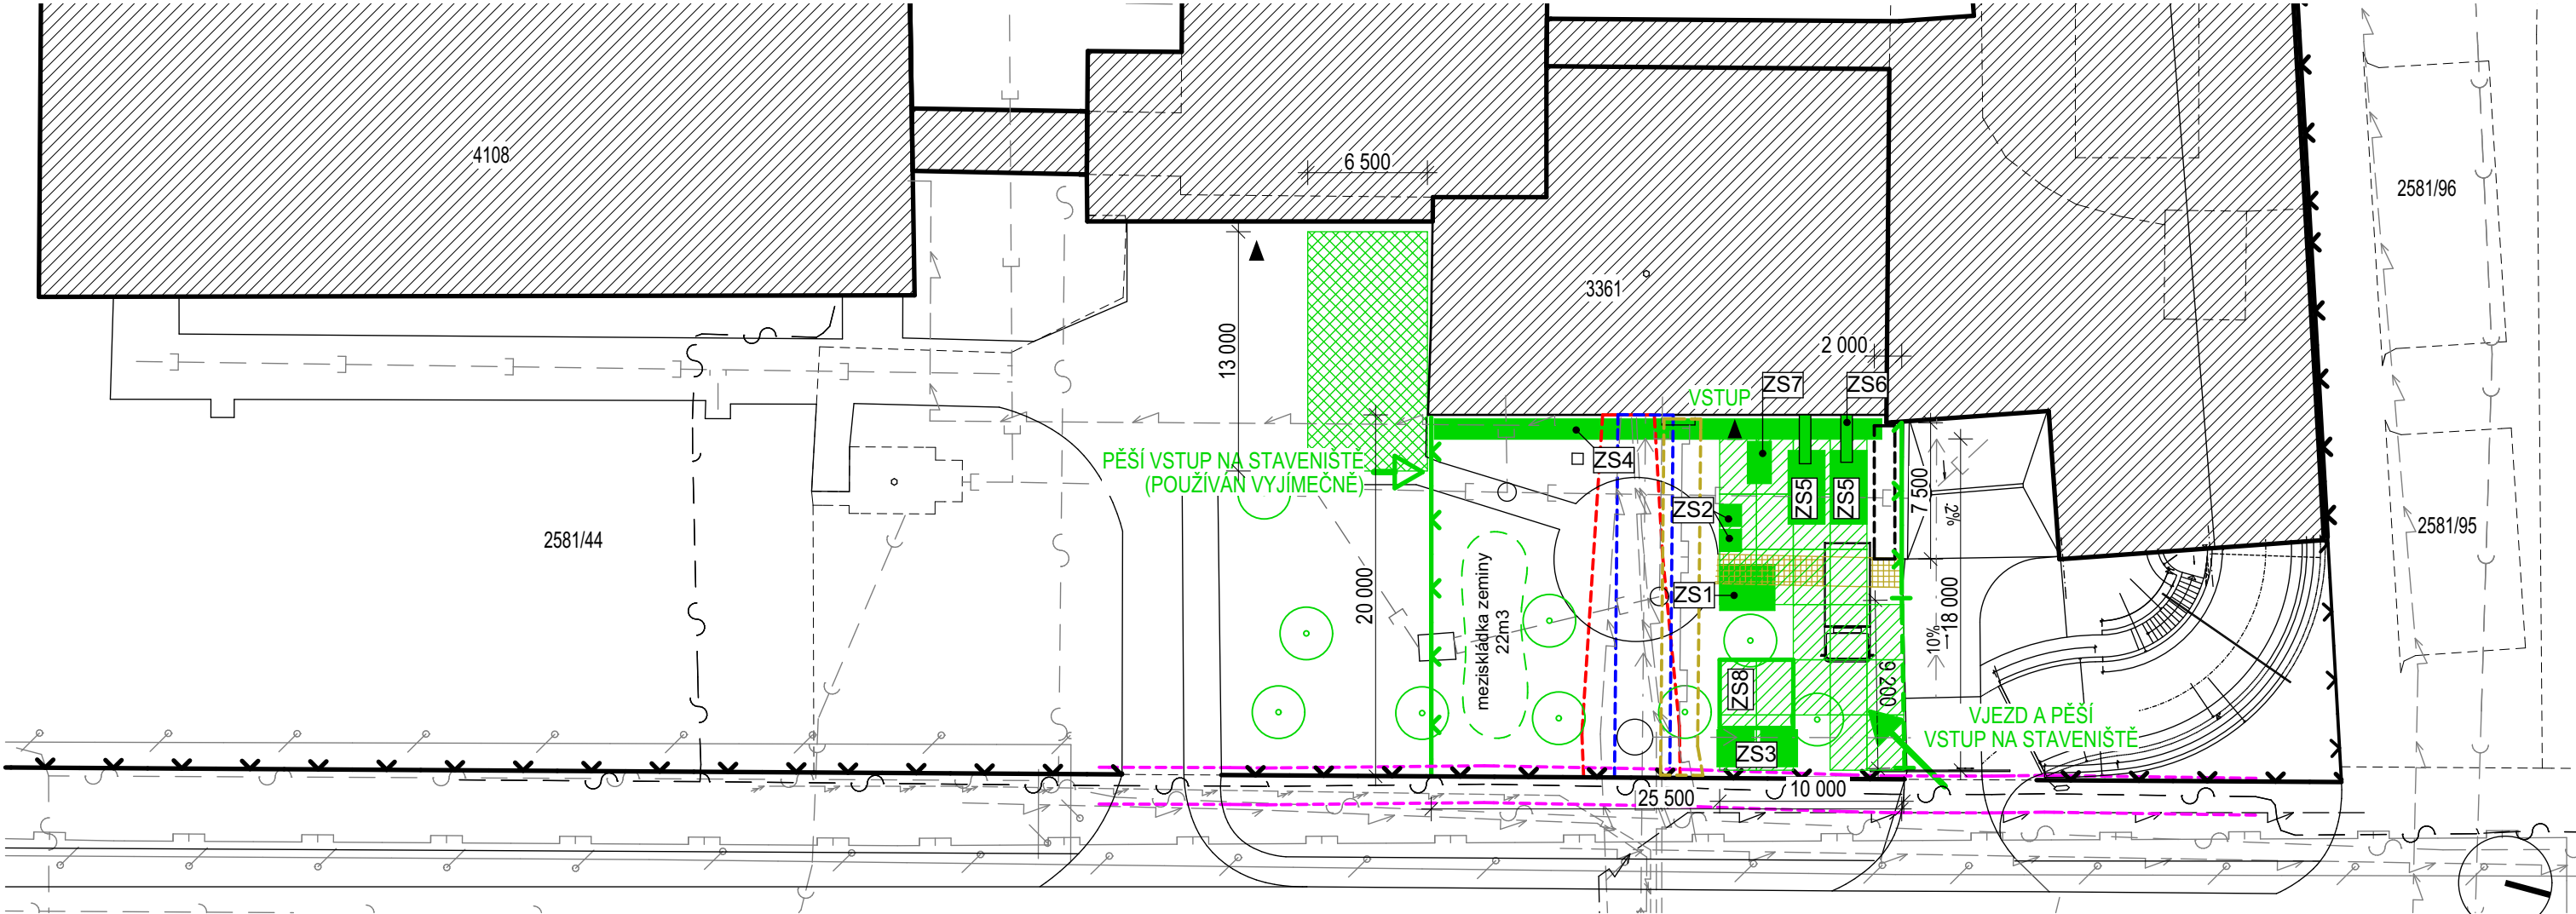 4108
6 500
2581/96
3361
13 000
2 000
ZS7
ZS6
VSTUP
PĚŠÍ VSTUP NA STAVENIŠTĚ
(POUŽÍVÁN VYJÍMEČNĚ)
ZS4
ZS5
ZS5
7 500
2%
ZS2
2581/44
2581/95
20 000
meziskládka zeminy
22m3
ZS1
18 000
10%
ZS8
9 200
VJEZD A PĚŠÍ
VSTUP NA STAVENIŠTĚ
ZS3
25 500
10 000